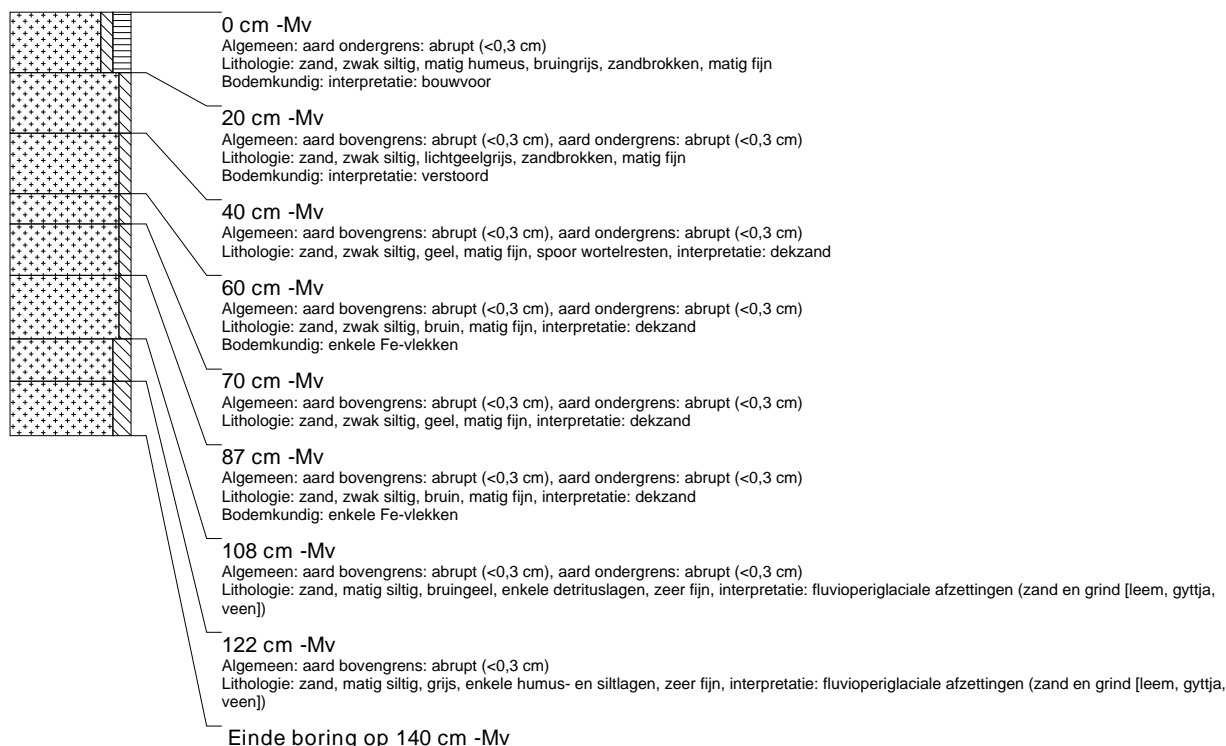 0 cm -Mv
Algemeen: aard ondergrens: abrupt (<0,3 cm)
Lithologie: zand, zwak siltig, matig humeus, bruingrijs, zandbrokken, matig fijn
Bodemkundig: interpretatie: bouwvoor
20 cm -Mv
Algemeen: aard bovengrens: abrupt (<0,3 cm), aard ondergrens: abrupt (<0,3 cm)
Lithologie: zand, zwak siltig, lichtgeelgrijs, zandbrokken, matig fijn
Bodemkundig: interpretatie: verstoord
40 cm -Mv
Algemeen: aard bovengrens: abrupt (<0,3 cm), aard ondergrens: abrupt (<0,3 cm)
Lithologie: zand, zwak siltig, geel, matig fijn, spoor wortelresten, interpretatie: dekzand
60 cm -Mv
Algemeen: aard bovengrens: abrupt (<0,3 cm), aard ondergrens: abrupt (<0,3 cm)
Lithologie: zand, zwak siltig, bruin, matig fijn, interpretatie: dekzand
Bodemkundig: enkele Fe-vlekken
70 cm -Mv
Algemeen: aard bovengrens: abrupt (<0,3 cm), aard ondergrens: abrupt (<0,3 cm)
Lithologie: zand, zwak siltig, geel, matig fijn, interpretatie: dekzand
87 cm -Mv
Algemeen: aard bovengrens: abrupt (<0,3 cm), aard ondergrens: abrupt (<0,3 cm)
Lithologie: zand, zwak siltig, bruin, matig fijn, interpretatie: dekzand
Bodemkundig: enkele Fe-vlekken
108 cm -Mv
Algemeen: aard bovengrens: abrupt (<0,3 cm), aard ondergrens: abrupt (<0,3 cm)
Lithologie: zand, matig siltig, bruingeel, enkele detrituslagen, zeer fijn, interpretatie: fluvioperiglaciale afzettingen (zand en grind [leem, gyttja,
veen])
122 cm -Mv
Algemeen: aard bovengrens: abrupt (<0,3 cm)
Lithologie: zand, matig siltig, grijs, enkele humus- en siltlagen, zeer fijn, interpretatie: fluvioperiglaciale afzettingen (zand en grind [leem, gyttja,
veen])
Einde boring op 140 cm -Mv